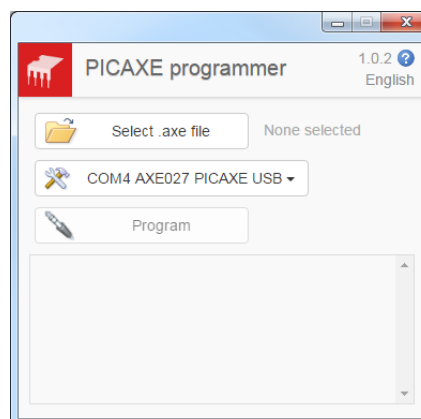 PICAXE programmer
1.0.2 ?
English
Select .axe file
None selected
COM4 AXE027 PICAXE USB
Program